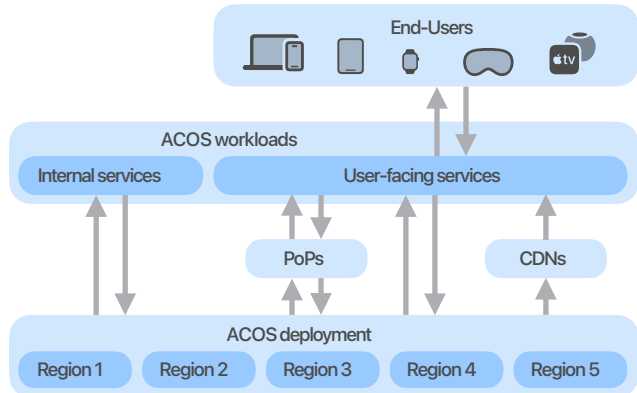 End-Users
tv
ACOS workloads
Internal services
User-facing services
PoPs
CDNs
ACOS deployment
Region 1
Region 2
Region 3
Region 4
Region 5